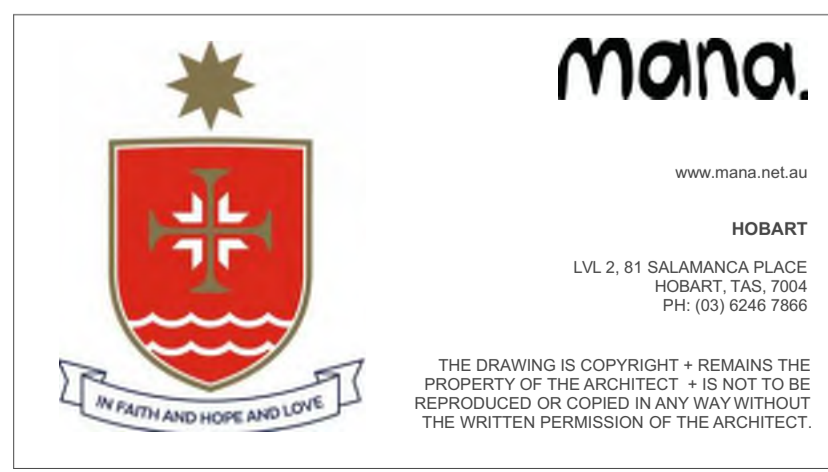 mana.
www.mana.net.au
HOBART
LVL 2, 81 SALAMANCA PLACE
HOBART, TAS, 7004
PH: (03) 6246 7866
THE DRAWING IS COPYRIGHT + REMAINS THE
PROPERTY OF THE ARCHITECT + IS NOT TO BE
REPRODUCED OR COPIED IN ANY WAY WITHOUT
THE WRITTEN PERMISSION OF THE ARCHITECT.
IN FAITH AND HOPE AND LOVE